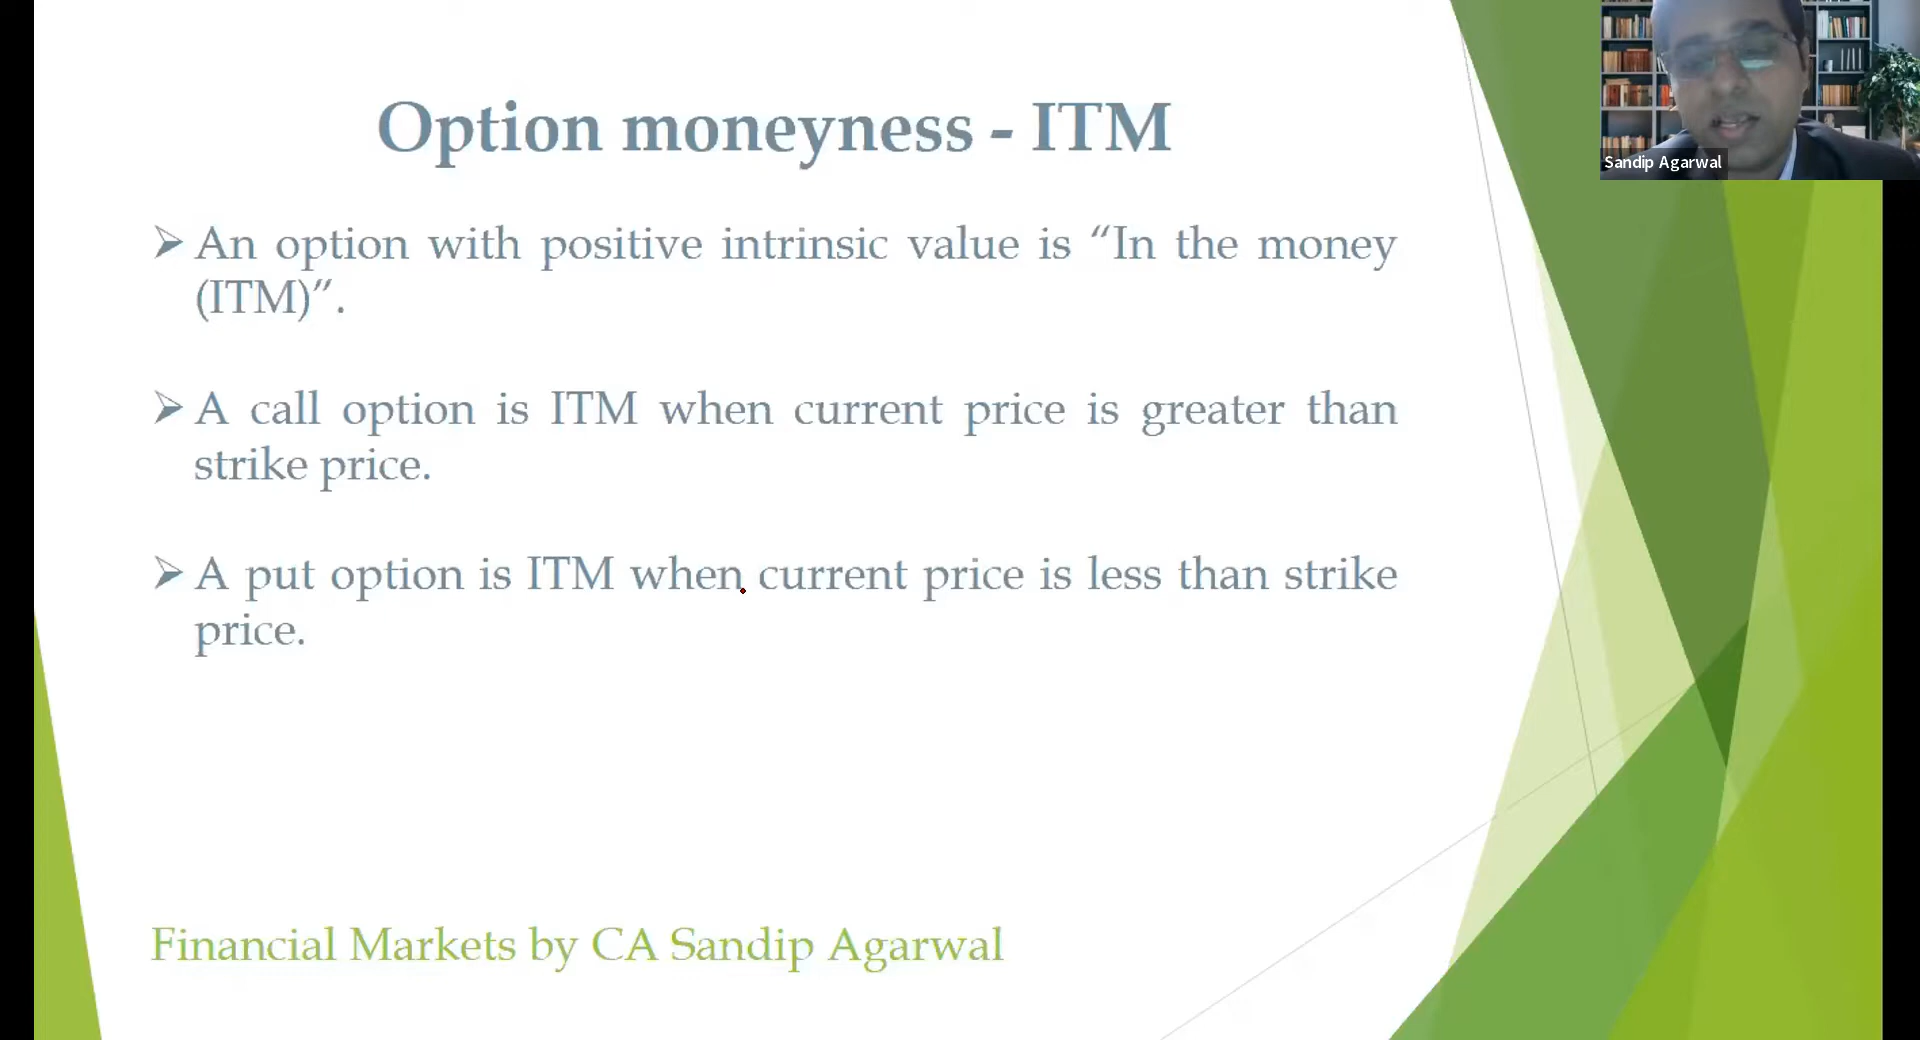 Option moneyness - ITM
Sandip Agarwal
➢ An option with positive intrinsic value is “In the money
(ITM)”.
➢ A call option is ITM when current price is greater than
strike price.
➢ A put option is ITM when current price is less than strike
price.
Financial Markets by CA Sandip Agarwal